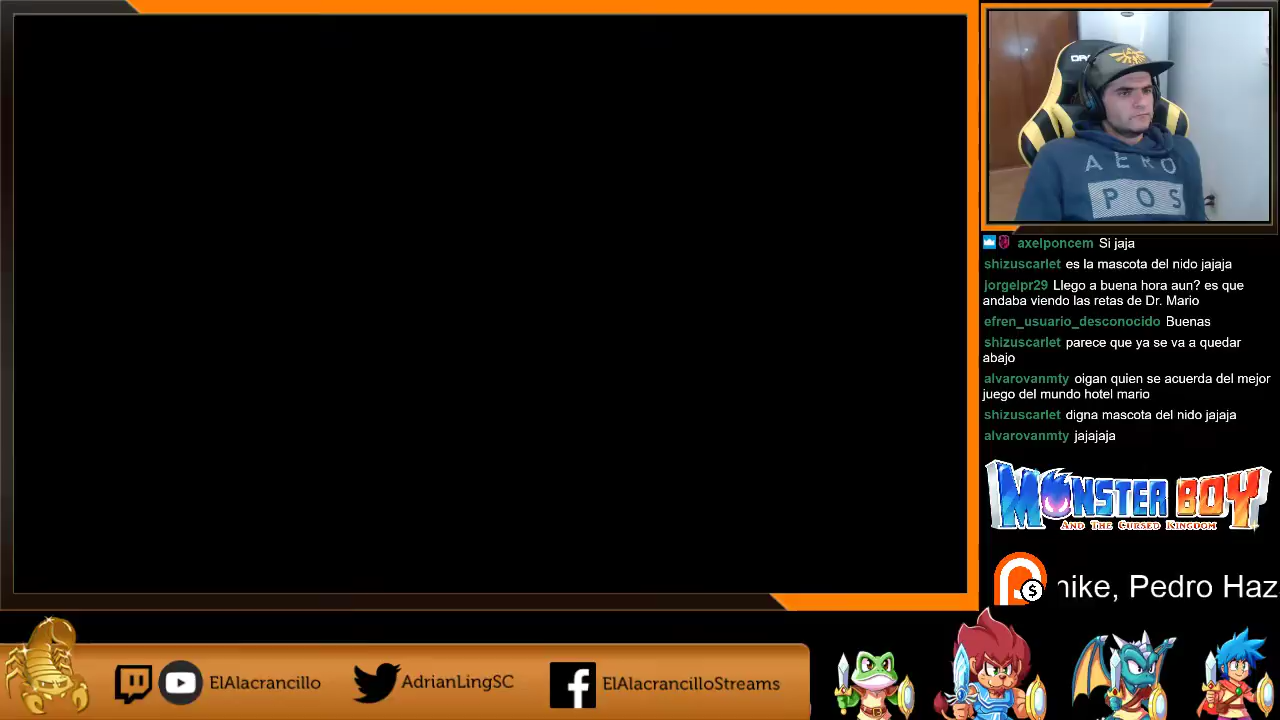 AERO
POS
axelponcem Si jaja
shizuscarlet es la mascota del nido jajaja
jorgelpr29 Llego a buena hora aun? es que
andaba viendo las retas de Dr. Mario
efren_usuario_desconocido Buenas
shizuscarlet parece que ya se va a quedar
abajo
alvarovanmty oigan quien se acuerda del mejor
juego del mundo hotel mario
shizuscarlet digna mascota del nido jajaja
alvarovanmty jajajaja
MONSTER BOY
AND THE CURSED KINGDOM
$ nike, Pedro Haz
ElAlacrancillo
AdrianLingSC
ElAlacrancilloStreams